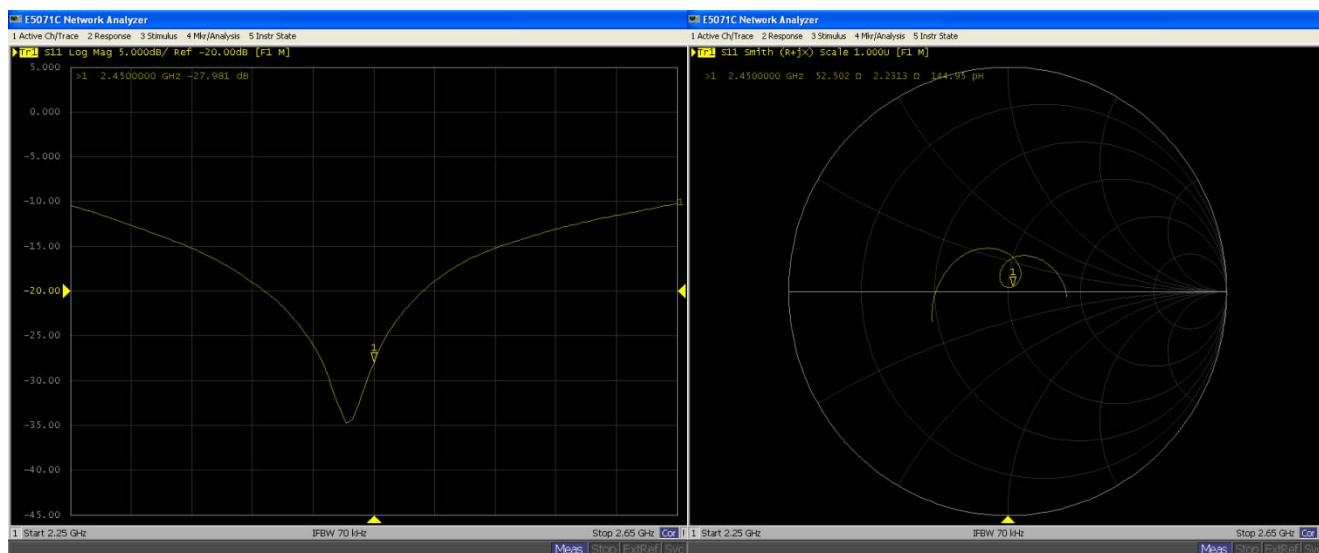 E5071C Network Analyzer
1 Active Ch/Trace 2 Response 3 Stimulus 4 Mkr/Analysis 5 Instr State
Tr1 S11 Log Mag 5.000dB/ Ref -20.00dB [F1 M]
5.000
>1 2.4500000 GHz -27.981 dB
0.000
-5.000
-10.00
1
-15.00
-20.00
-25.00
1
-30.00
-35.00
-40.00
-45.00
1 Start 2.25 GHz IFBW 70 kHz Stop 2.65 GHz Cor !
Meas Stop ExtRef Svc
E5071C Network Analyzer
1 Active Ch/Trace 2 Response 3 Stimulus 4 Mkr/Analysis 5 Instr State
Tr1 S11 Smith (R+jX) Scale 1.000U [F1 M]
>1 2.4500000 GHz 52.502 Ω 2.2313 Ω 144.95 pH
1
1 Start 2.25 GHz IFBW 70 kHz Stop 2.65 GHz Cor
Meas Stop ExtRef Svc